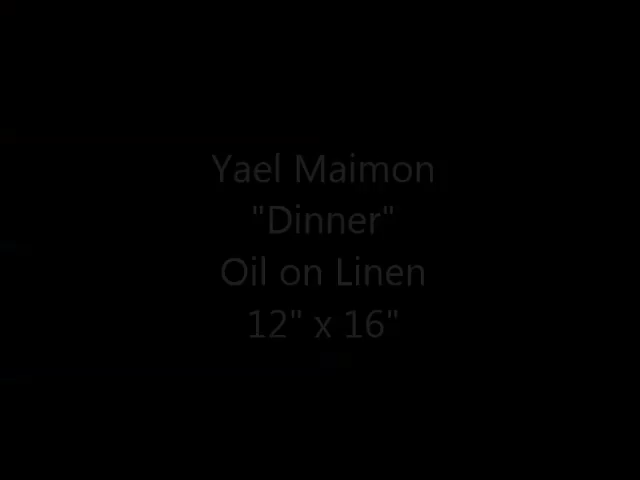 Yael Maimon
"Dinner"
Oil on Linen
12" x 16"